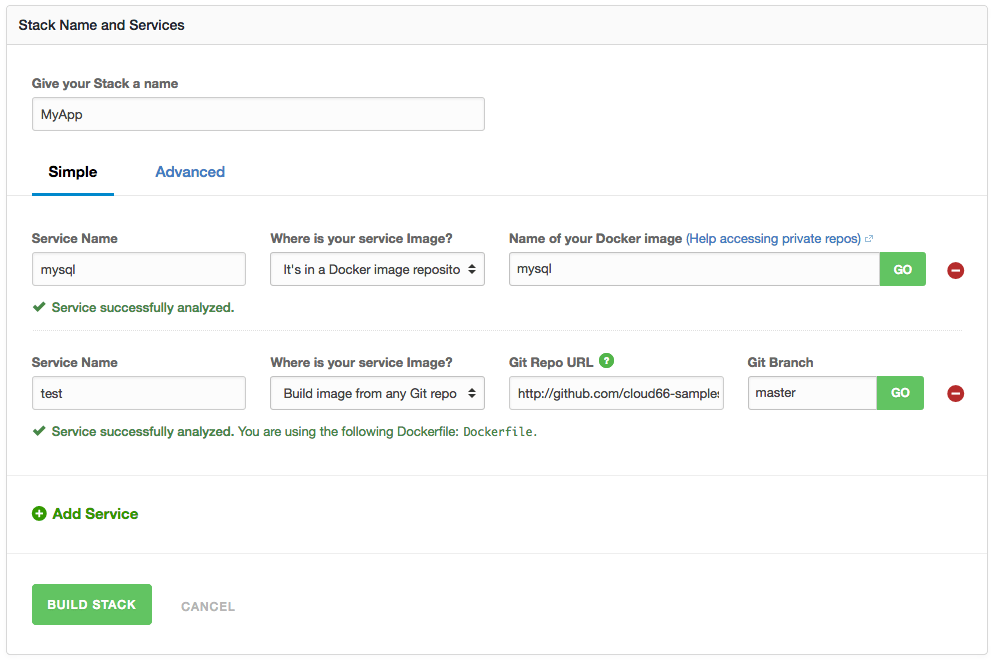 Stack Name and Services
Give your Stack a name
MyApp
Simple Advanced
Service Name Where is your service Image? Name of your Docker image (Help accessing private repos)
mysql It's in a Docker image reposito mysql GO
Service successfully analyzed.
Service Name Where is your service Image? Git Repo URL ? Git Branch
test Build image from any Git repo http://github.com/cloud66-samples master GO
Service successfully analyzed. You are using the following Dockerfile: Dockerfile.
Add Service
BUILD STACK CANCEL